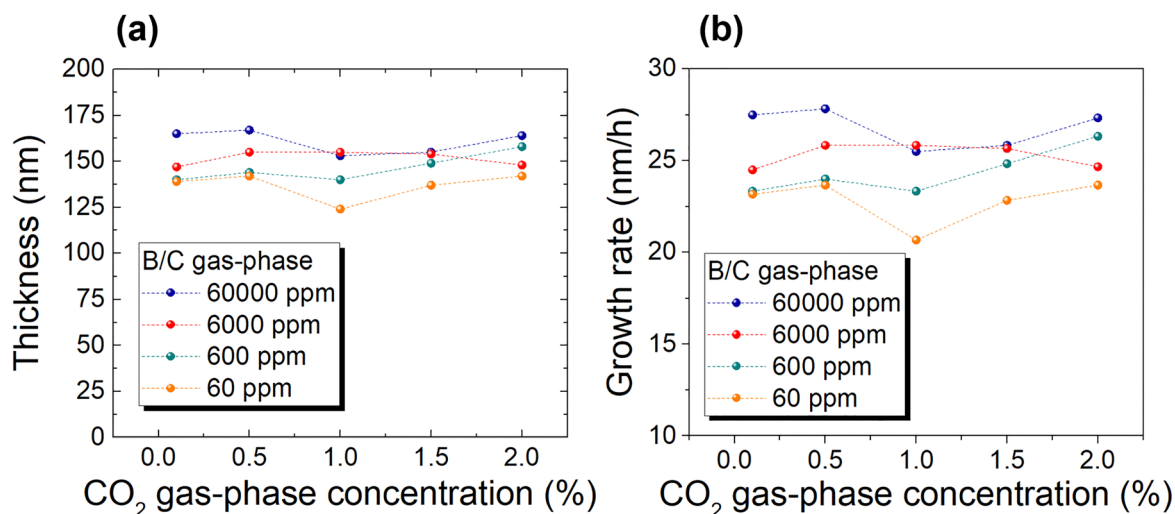 (a)
Thickness (nm)
200
175
150
125
100
75
50
25
0
B/C gas-phase
60000 ppm
6000 ppm
600 ppm
60 ppm
0.0 0.5 1.0 1.5 2.0
CO₂ gas-phase concentration (%)
(b)
Growth rate (nm/h)
30
25
20
15
10
B/C gas-phase
60000 ppm
6000 ppm
600 ppm
60 ppm
0.0 0.5 1.0 1.5 2.0
CO₂ gas-phase concentration (%)